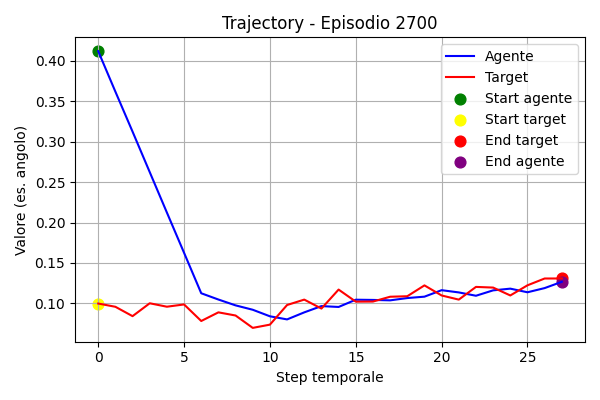 Trajectory - Episodio 2700
Valore (es. angolo)
0.40
0.35
0.30
0.25
0.20
0.15
0.10
0
5
10
15
20
25
Step temporale
Agente
Target
Start agente
Start target
End target
End agente